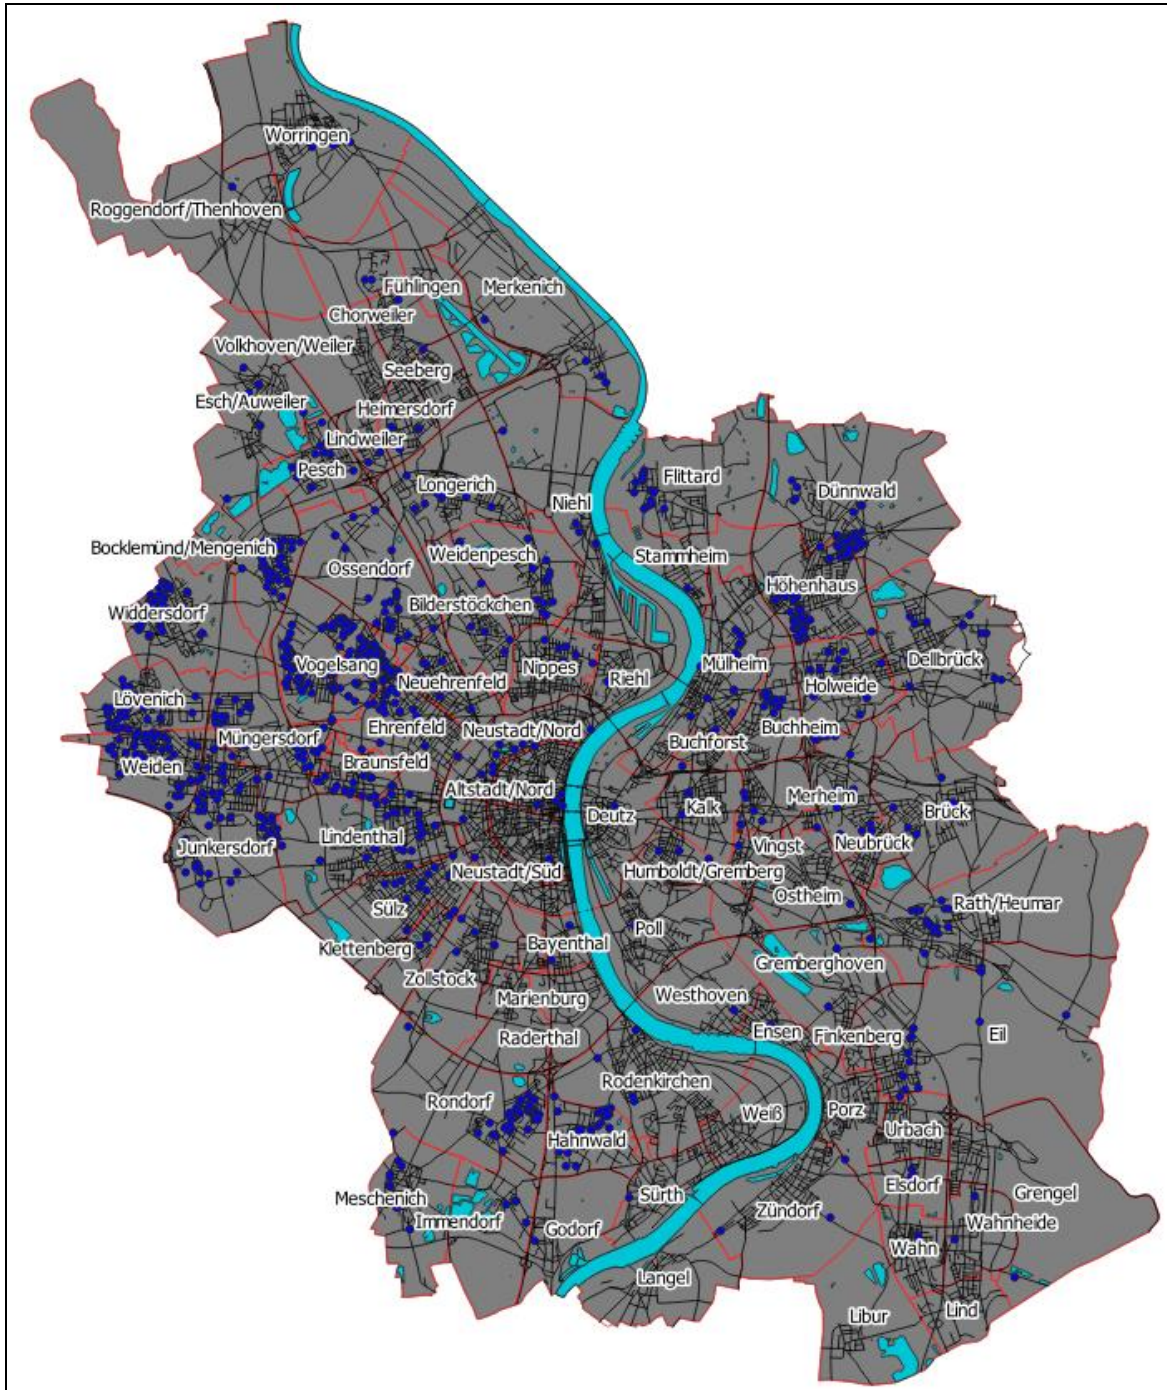 Worringen
Roggendorf/Thenhoven
Fühlingen
Merkenich
Chorweiler
Volkhoven/Weiler
Seeberg
Esch/Auweiler
Heimersdorf
Lindweiler
Pesch
Longerich
Flittard
Dünnwald
Niehl
Bocklemünd/Mengenich
Ossendorf
Weidenpesch
Stammheim
Höhenhaus
Widdersdorf
Bilderstöckchen
Vogelsang
Neuehrenfeld
Nippes
Riehl
Mülheim
Holweide
Dellbrück
Lövenich
Müngersdorf
Ehrenfeld
Neustadt/Nord
Buchforst
Buchheim
Weiden
Braunsfeld
Altstadt/Nord
Deutz
Kalk
Merheim
Brück
Junkersdorf
Lindenthal
Neustadt/Süd
Humboldt/Gremberg
Vingst
Neubrück
Ostheim
Sülz
Rath/Heumar
Klettenberg
Bayenthal
Poll
Zollstock
Gremberghoven
Marienburg
Westhoven
Raderthal
Ensen
Finkenberg
Eil
Rodenkirchen
Rondorf
Weiß
Porz
Hahnwald
Urbach
Meschenich
Immendorf
Sürth
Elsdorf
Grengel
Godorf
Zündorf
Wahnheide
Wahn
Langel
Libur
Lind